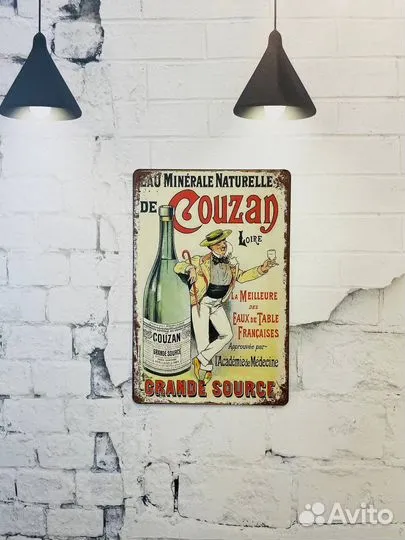 EAU MINÉRALE NATURELLE
DE COUZAN
LOIRE
LA MEILLEURE
DES
EAUX DE TABLE
FRANÇAISES
Approuvée par
l'Académie de Médecine
COUZAN
GRANDE SOURCE
GRANDE SOURCE
Avito